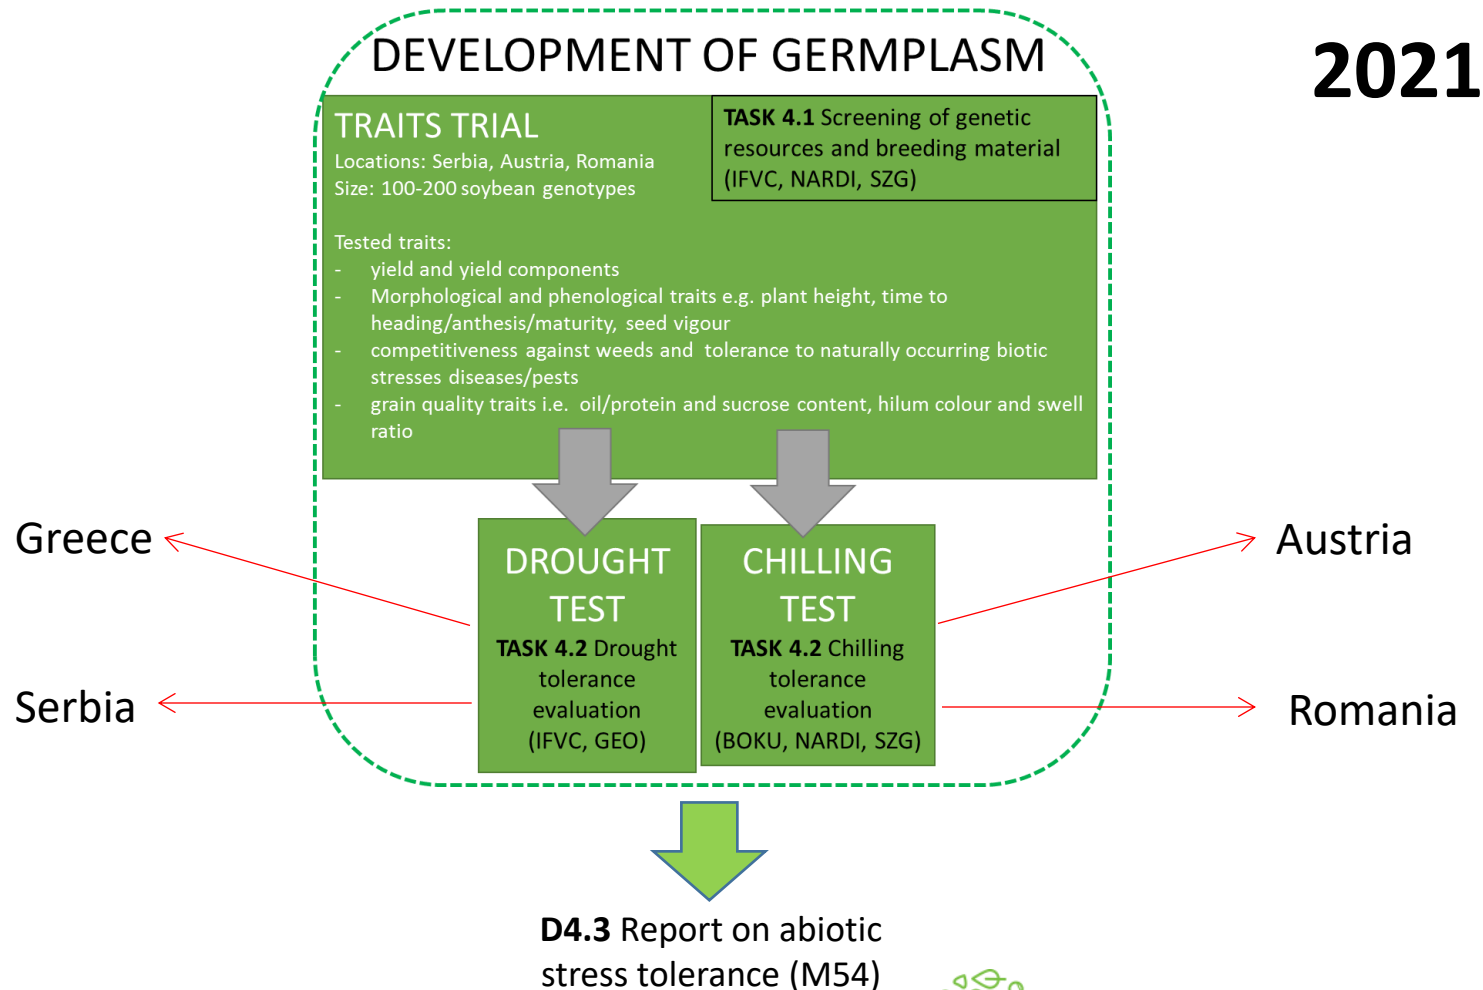 DEVELOPMENT OF GERMPLASM
2021
TRAITS TRIAL
Locations: Serbia, Austria, Romania
Size: 100-200 soybean genotypes
TASK 4.1 Screening of genetic
resources and breeding material
(IFVC, NARDI, SZG)
Tested traits:
- yield and yield components
- Morphological and phenological traits e.g. plant height, time to
heading/anthesis/maturity, seed vigour
- competitiveness against weeds and tolerance to naturally occurring biotic
stresses diseases/pests
- grain quality traits i.e. oil/protein and sucrose content, hilum colour and swell
ratio
Greece
Serbia
DROUGHT
TEST
TASK 4.2 Drought
tolerance
evaluation
(IFVC, GEO)
CHILLING
TEST
TASK 4.2 Chilling
tolerance
evaluation
(BOKU, NARDI, SZG)
Austria
Romania
D4.3 Report on abiotic
stress tolerance (M54)